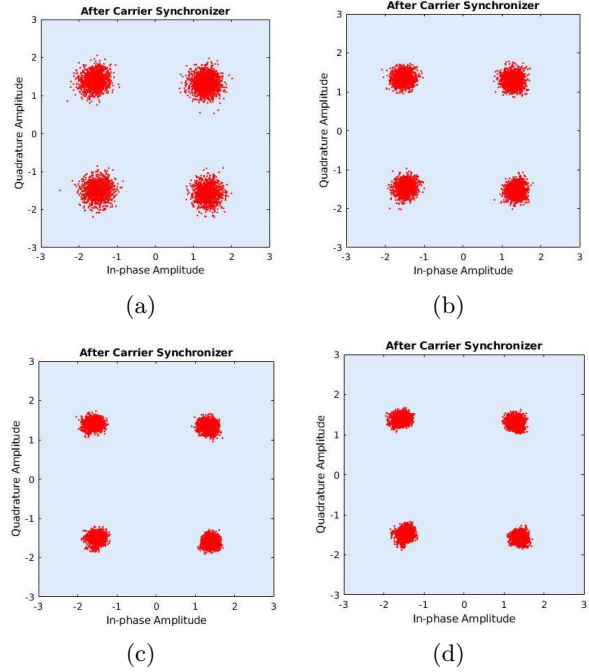 After Carrier Synchronizer
Quadrature Amplitude
3
2
1
0
-1
-2
-3
-3 -2 -1 0 1 2 3
In-phase Amplitude
(a)
After Carrier Synchronizer
Quadrature Amplitude
3
2
1
0
-1
-2
-3
-3 -2 -1 0 1 2 3
In-phase Amplitude
(b)
After Carrier Synchronizer
Quadrature Amplitude
3
2
1
0
-1
-2
-3
-3 -2 -1 0 1 2 3
In-phase Amplitude
(c)
After Carrier Synchronizer
Quadrature Amplitude
3
2
1
0
-1
-2
-3
-3 -2 -1 0 1 2 3
In-phase Amplitude
(d)